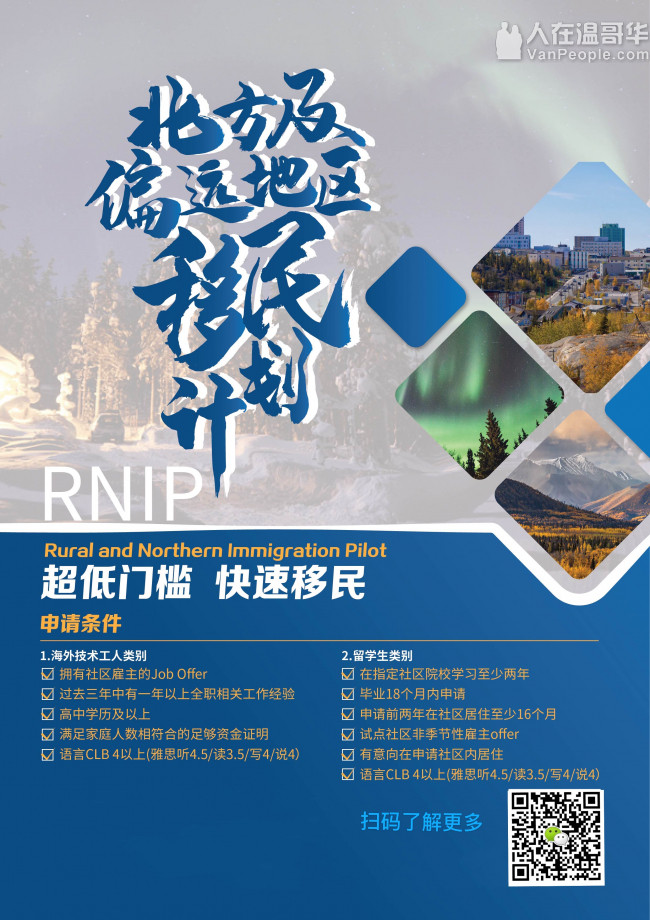 人在温哥华
VanPeople.com
北方及
偏远地区
移民
计划
RNIP
Rural and Northern Immigration Pilot
超低门槛 快速移民
申请条件
1.海外技术工人类别
拥有社区雇主的Job Offer
过去三年中有一年以上全职相关工作经验
高中学历及以上
满足家庭人数相符合的足够资金证明
语言CLB 4以上(雅思听4.5/读3.5/写4/说4)
2.留学生类别
在指定社区院校学习至少两年
毕业18个月内申请
申请前两年在社区居住至少16个月
试点社区非季节性雇主offer
有意向在申请社区内居住
语言CLB 4以上(雅思听4.5/读3.5/写4/说4)
扫码了解更多